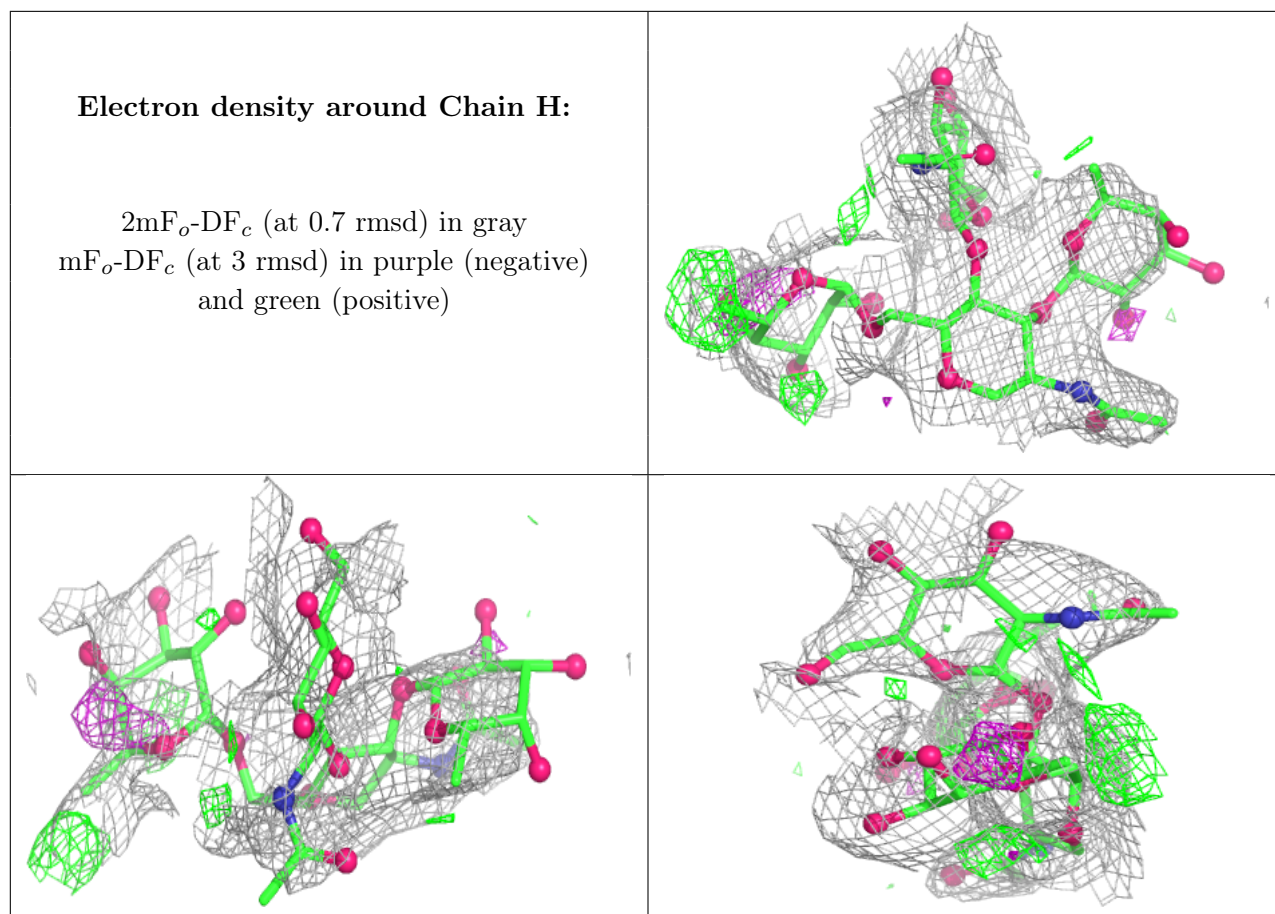 Electron density around Chain H:
2mFo-DFc (at 0.7 rmsd) in gray
mFo-DFc (at 3 rmsd) in purple (negative)
and green (positive)